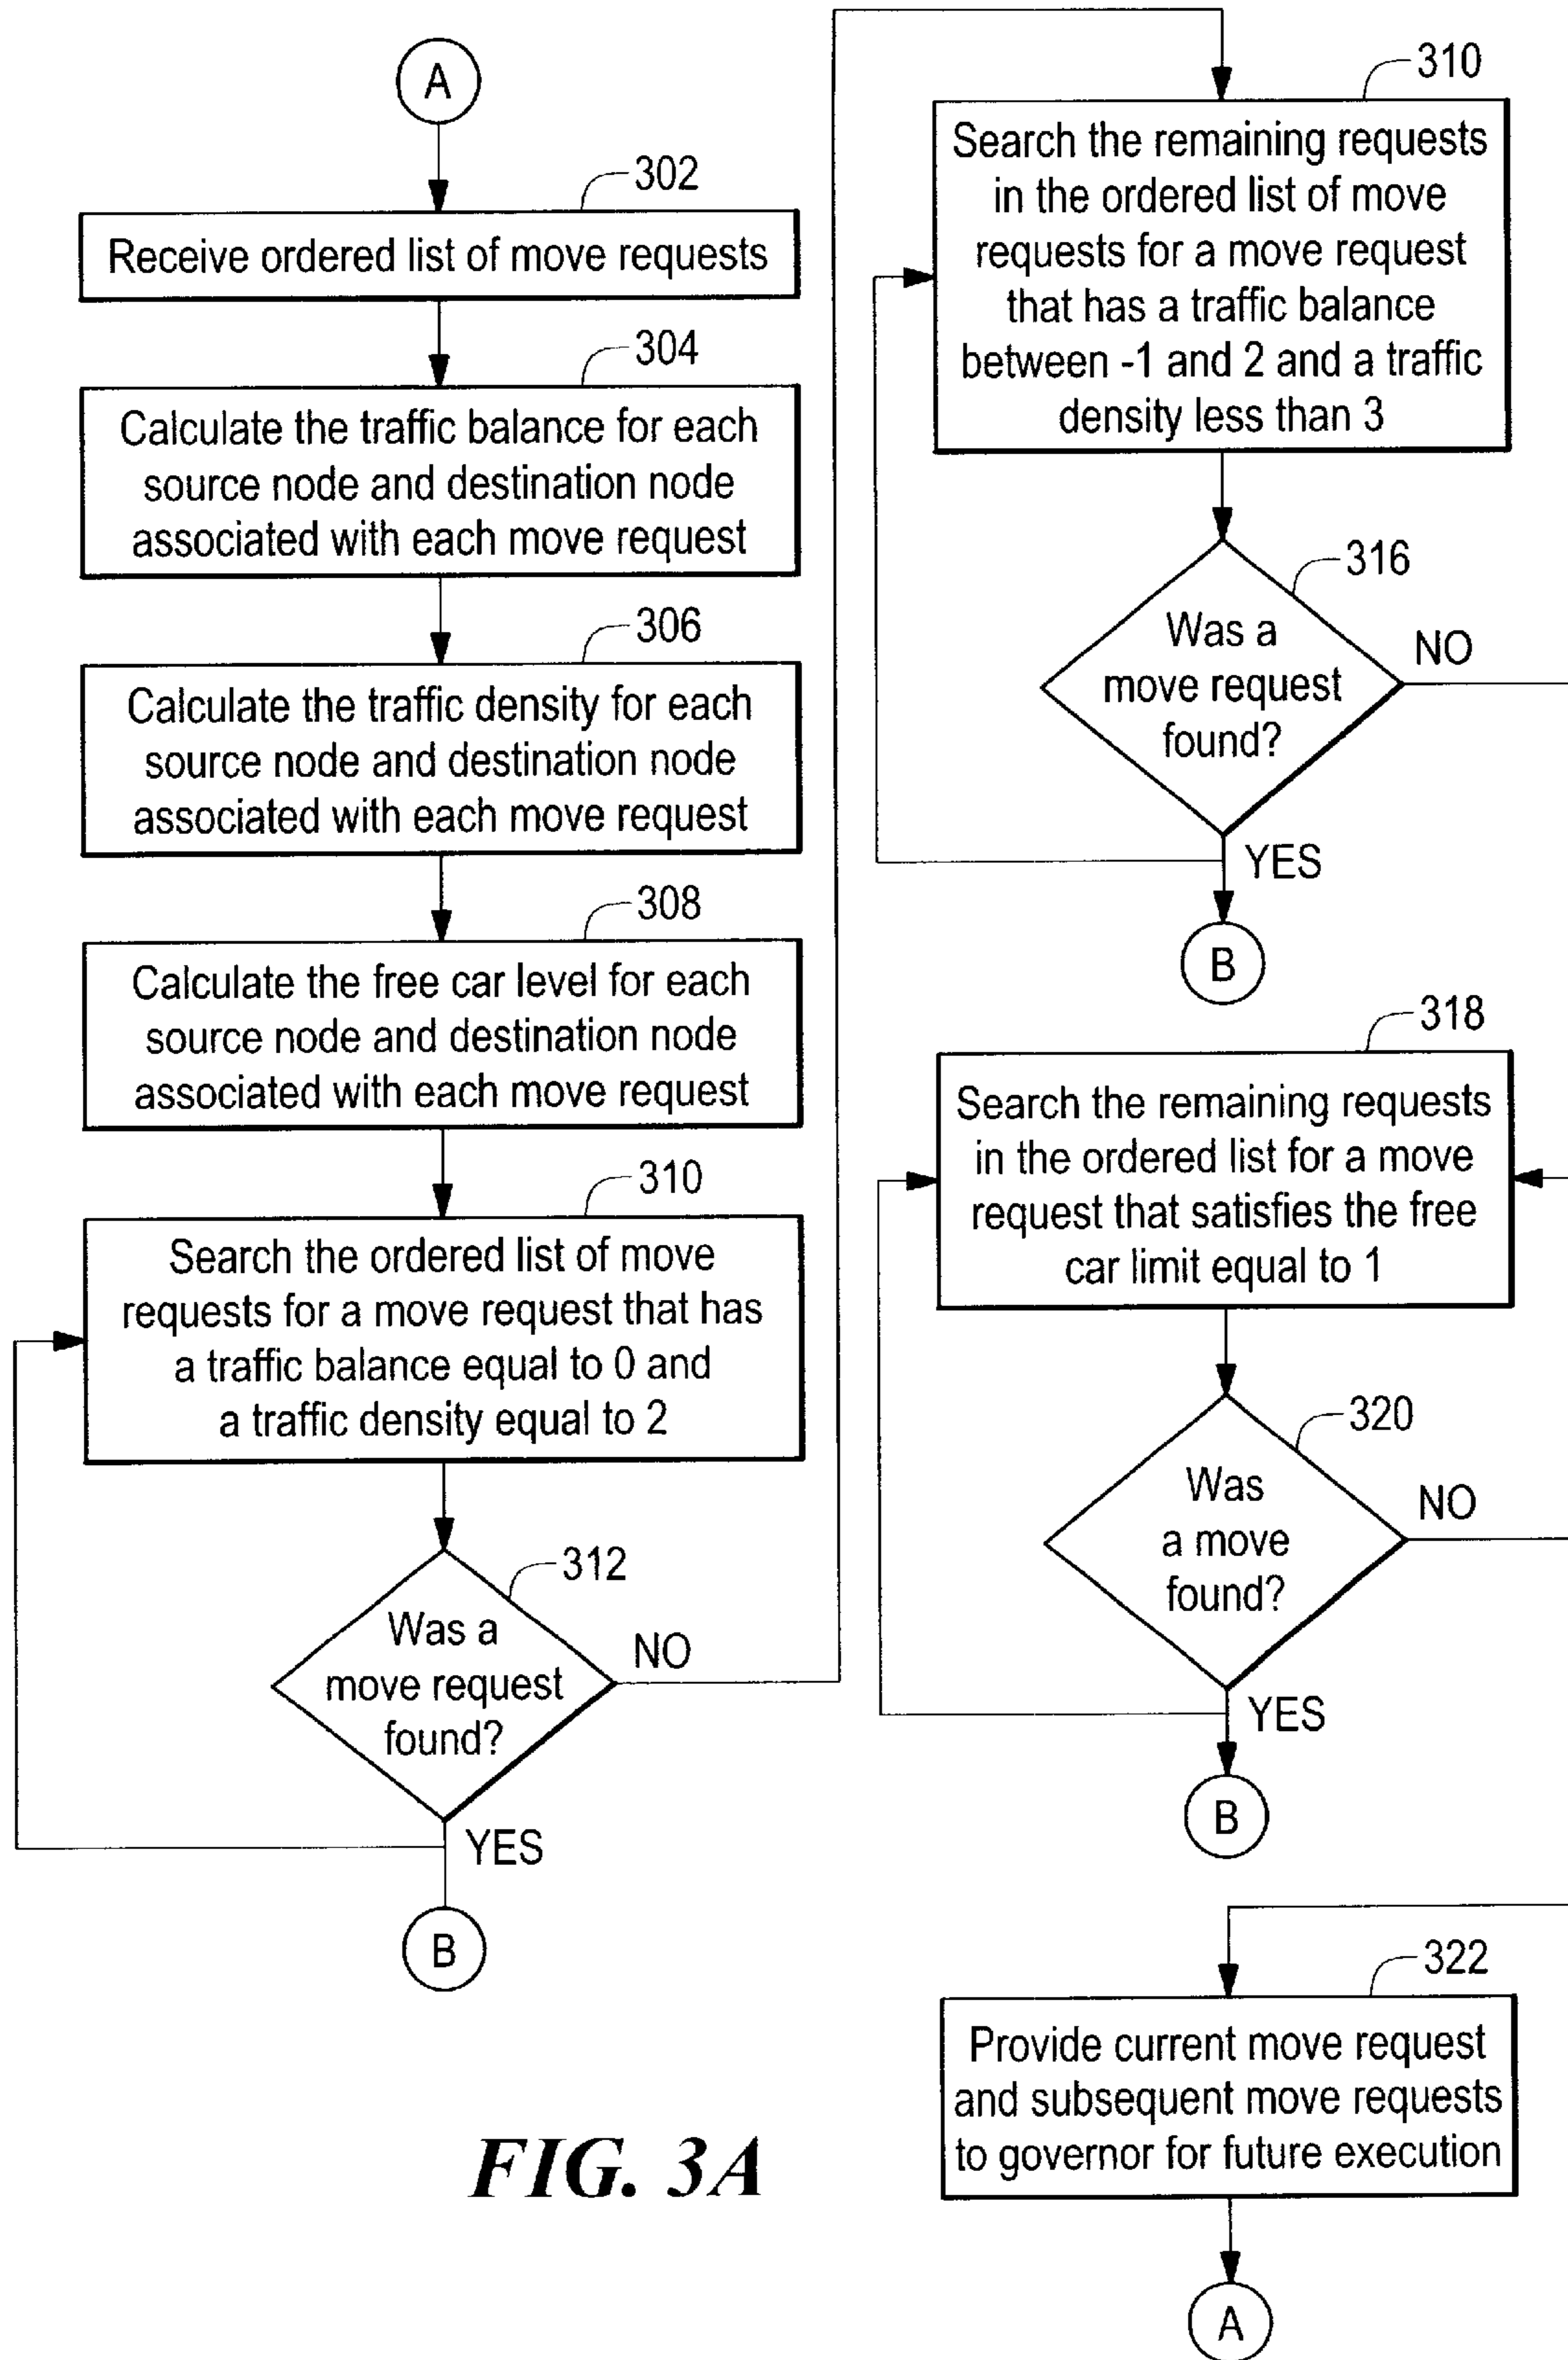 A
302
Receive ordered list of move requests
304
Calculate the traffic balance for each
source node and destination node
associated with each move request
306
Calculate the traffic density for each
source node and destination node
associated with each move request
308
Calculate the free car level for each
source node and destination node
associated with each move request
310
Search the ordered list of move
requests for a move request that has
a traffic balance equal to 0 and
a traffic density equal to 2
312
Was a
move request
found?
NO
YES
B
310
Search the remaining requests
in the ordered list of move
requests for a move request
that has a traffic balance
between -1 and 2 and a traffic
density less than 3
316
Was a
move request
found?
NO
YES
B
318
Search the remaining requests
in the ordered list for a move
request that satisfies the free
car limit equal to 1
320
Was
a move
found?
NO
YES
B
322
Provide current move request
and subsequent move requests
to governor for future execution
A
FIG. 3A